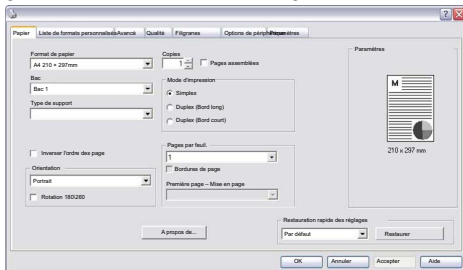 Papier Liste de formats personnalisés Avancé Qualité Filigranes Options de périphérique Paramètres
Format de papier
A4 210 × 297mm
Bac
Bac 1
Type de support
Inverser l'ordre des page
Orientation
Portrait
Rotation 180\260
Copies
1
Pages assemblées
Mode d'impression
Simplex
Duplex (Bord long)
Duplex (Bord court)
Pages par feuil.
1
Bordures de page
Première page – Mise en page
A propos de...
Paramètres
M
210 x 297 mm
Restauration rapide des réglages
Par défaut
Restaurer
OK Annuler Accepter Aide